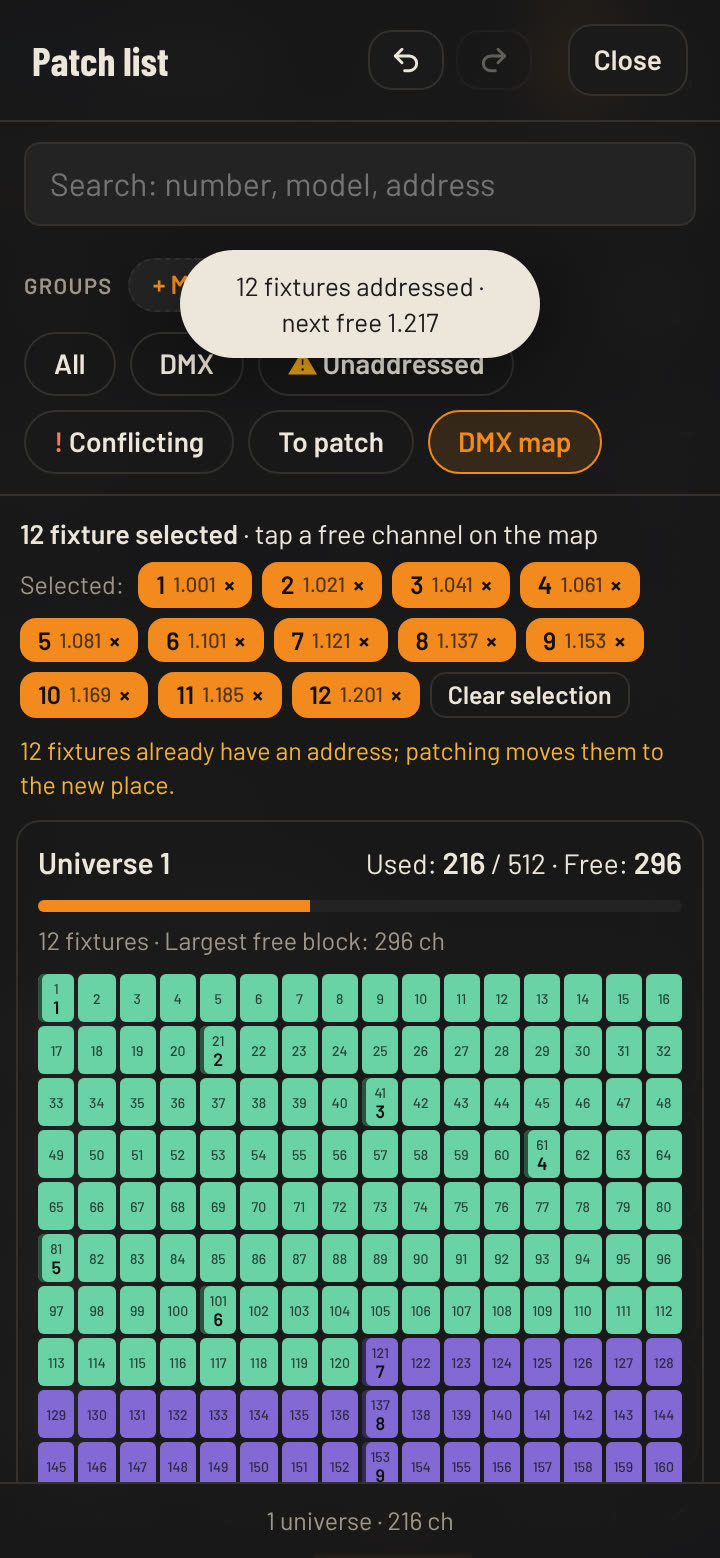 Patch list
Close
Search: number, model, address
GROUPS + M
12 fixtures addressed ·
next free 1.217
All DMX Unaddressed
! Conflicting To patch DMX map
12 fixture selected · tap a free channel on the map
Selected: 1 1.001 × 2 1.021 × 3 1.041 × 4 1.061 ×
5 1.081 × 6 1.101 × 7 1.121 × 8 1.137 × 9 1.153 ×
10 1.169 × 11 1.185 × 12 1.201 × Clear selection
12 fixtures already have an address; patching moves them to
the new place.
Universe 1 Used: 216 / 512 · Free: 296
12 fixtures · Largest free block: 296 ch
1 1 2 3 4 5 6 7 8 9 10 11 12 13 14 15 16
17 18 19 20 21 2 22 23 24 25 26 27 28 29 30 31 32
33 34 35 36 37 38 39 40 41 3 42 43 44 45 46 47 48
49 50 51 52 53 54 55 56 57 58 59 60 61 4 62 63 64
65 66 67 68 69 70 71 72 73 74 75 76 77 78 79 80
81 5 82 83 84 85 86 87 88 89 90 91 92 93 94 95 96
97 98 99 100 101 6 102 103 104 105 106 107 108 109 110 111 112
113 114 115 116 117 118 119 120 121 7 122 123 124 125 126 127 128
129 130 131 132 133 134 135 136 137 8 138 139 140 141 142 143 144
145 146 147 148 149 150 151 152 153 9 154 155 156 157 158 159 160
1 universe · 216 ch